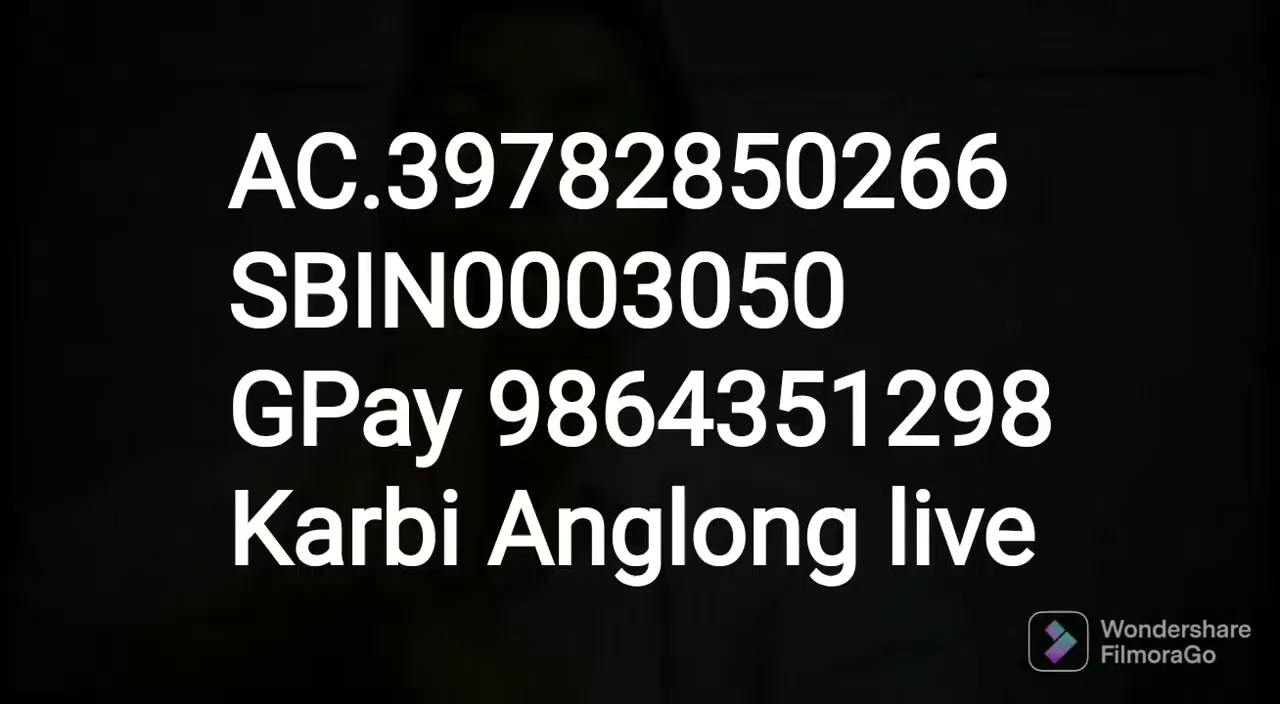 AC.39782850266
SBIN0003050
GPay 9864351298
Karbi Anglong live
Wondershare
FilmoraGo